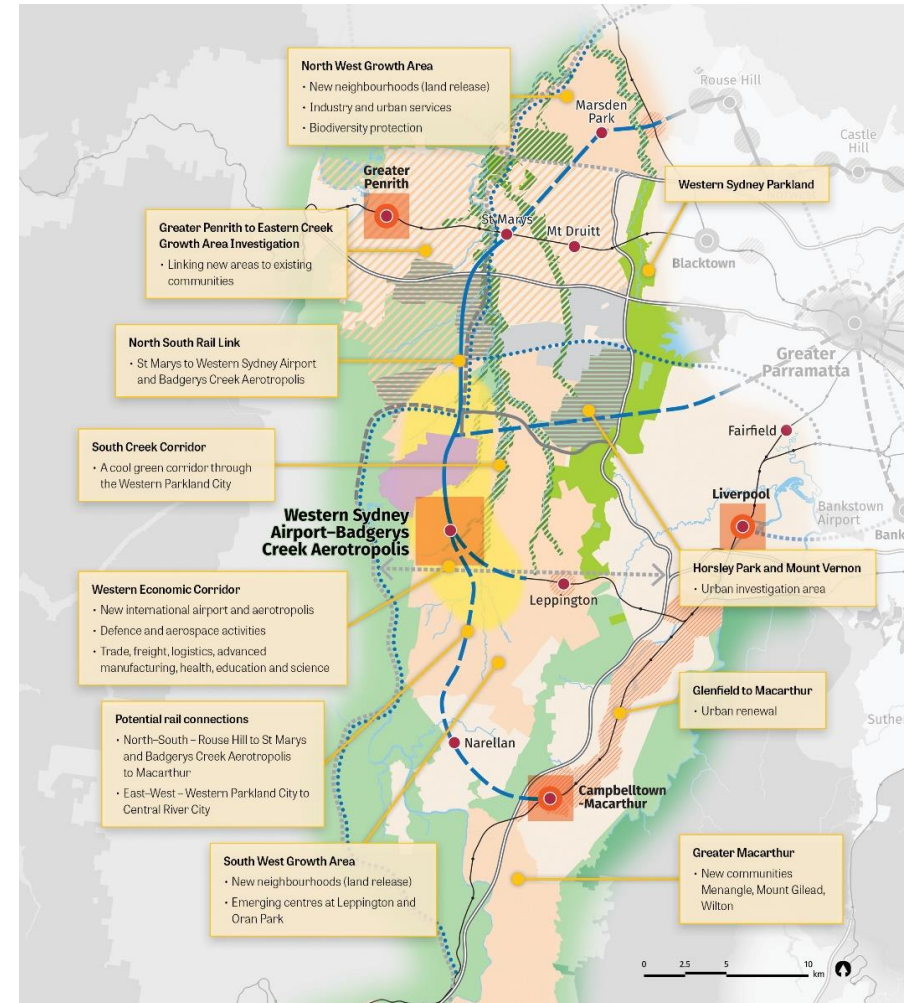 North West Growth Area
• New neighbourhoods (land release)
• Industry and urban services
• Biodiversity protection
Rouse Hill
Marsden
Park
Castle
Hill
Greater
Penrith
Western Sydney Parkland
Greater Penrith to Eastern Creek
Growth Area Investigation
• Linking new areas to existing
communities
St Marys
Mt Druitt
Blacktown
North South Rail Link
• St Marys to Western Sydney Airport
and Badgerys Creek Aerotropolis
Greater
Parramatta
South Creek Corridor
• A cool green corridor through
the Western Parkland City
Fairfield
Liverpool
Bankstown
Airport
Bank
Western Sydney
Airport–Badgerys
Creek Aerotropolis
Horsley Park and Mount Vernon
• Urban investigation area
Western Economic Corridor
• New international airport and aerotropolis
• Defence and aerospace activities
• Trade, freight, logistics, advanced
manufacturing, health, education and science
Leppington
Glenfield to Macarthur
• Urban renewal
Suthe
Potential rail connections
• North–South – Rouse Hill to St Marys
and Badgerys Creek Aerotropolis
to Macarthur
• East–West – Western Parkland City to
Central River City
Narellan
Campbelltown
-Macarthur
South West Growth Area
• New neighbourhoods (land release)
• Emerging centres at Leppington and
Oran Park
Greater Macarthur
• New communities
Menangle, Mount Gilead,
Wilton
0 2.5 5 10
km